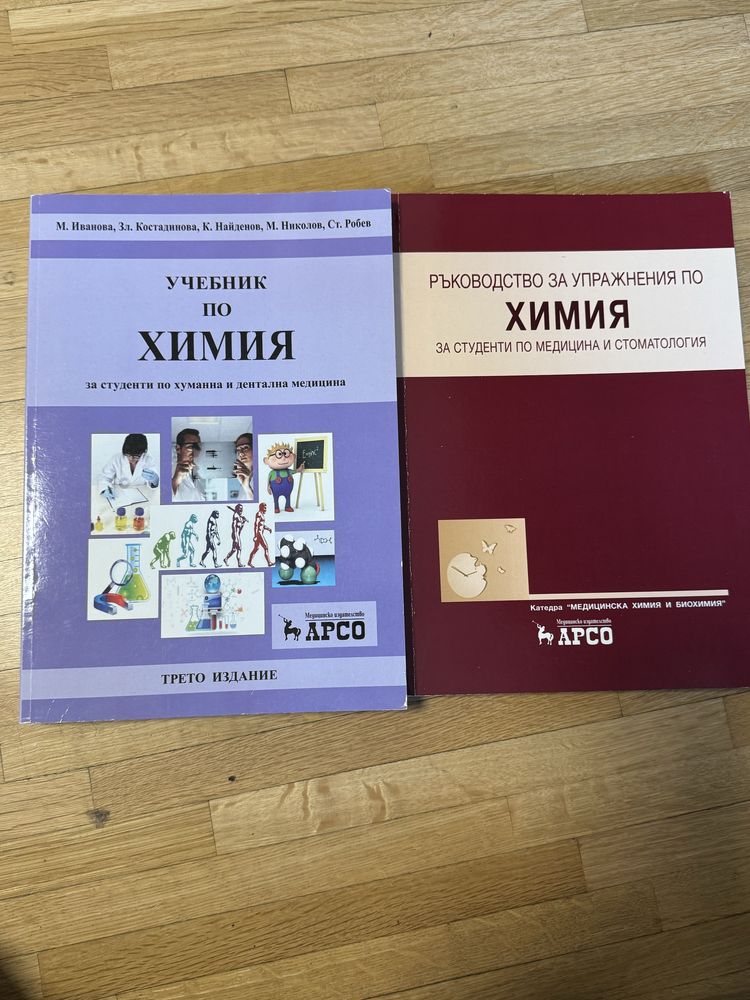 М. Иванова, Зл. Костадинова, К. Найденов, М. Николов, Ст. Робев
УЧЕБНИК
ПО
ХИМИЯ
за студенти по хуманна и дентална медицина
Медицинско издателство
АРСО
ТРЕТО ИЗДАНИЕ
РЪКОВОДСТВО ЗА УПРАЖНЕНИЯ ПО
ХИМИЯ
ЗА СТУДЕНТИ ПО МЕДИЦИНА И СТОМАТОЛОГИЯ
Катедра "МЕДИЦИНСКА ХИМИЯ И БИОХИМИЯ"
Медицинско издателство
АРСО